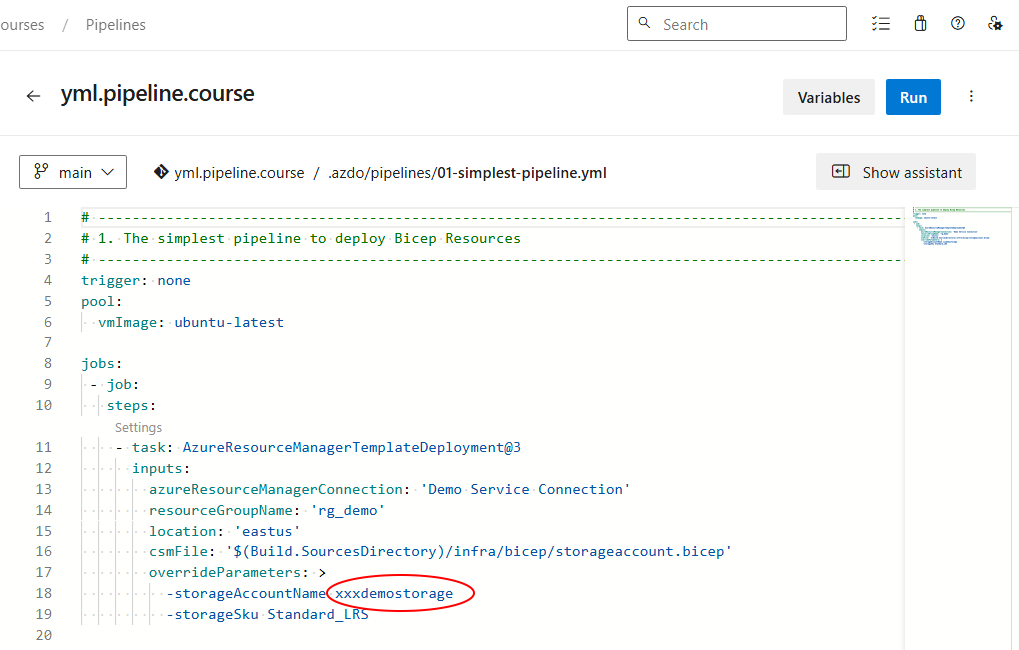 ourses / Pipelines
Search
yml.pipeline.course
Variables
Run
main
yml.pipeline.course / .azdo/pipelines/01-simplest-pipeline.yml
Show assistant
1 # ------------------------------------------------------------------------------------------------
2 # 1. The simplest pipeline to deploy Bicep Resources
3 # ------------------------------------------------------------------------------------------------
4 trigger: none
5 pool:
6 vmImage: ubuntu-latest
7
8 jobs:
9 - job:
10 steps:
Settings
11 - task: AzureResourceManagerTemplateDeployment@3
12 inputs:
13 azureResourceManagerConnection: 'Demo Service Connection'
14 resourceGroupName: 'rg_demo'
15 location: 'eastus'
16 csmFile: '$(Build.SourcesDirectory)/infra/bicep/storageaccount.bicep'
17 overrideParameters: >
18 -storageAccountName xxxdemostorage
19 -storageSku Standard_LRS
20